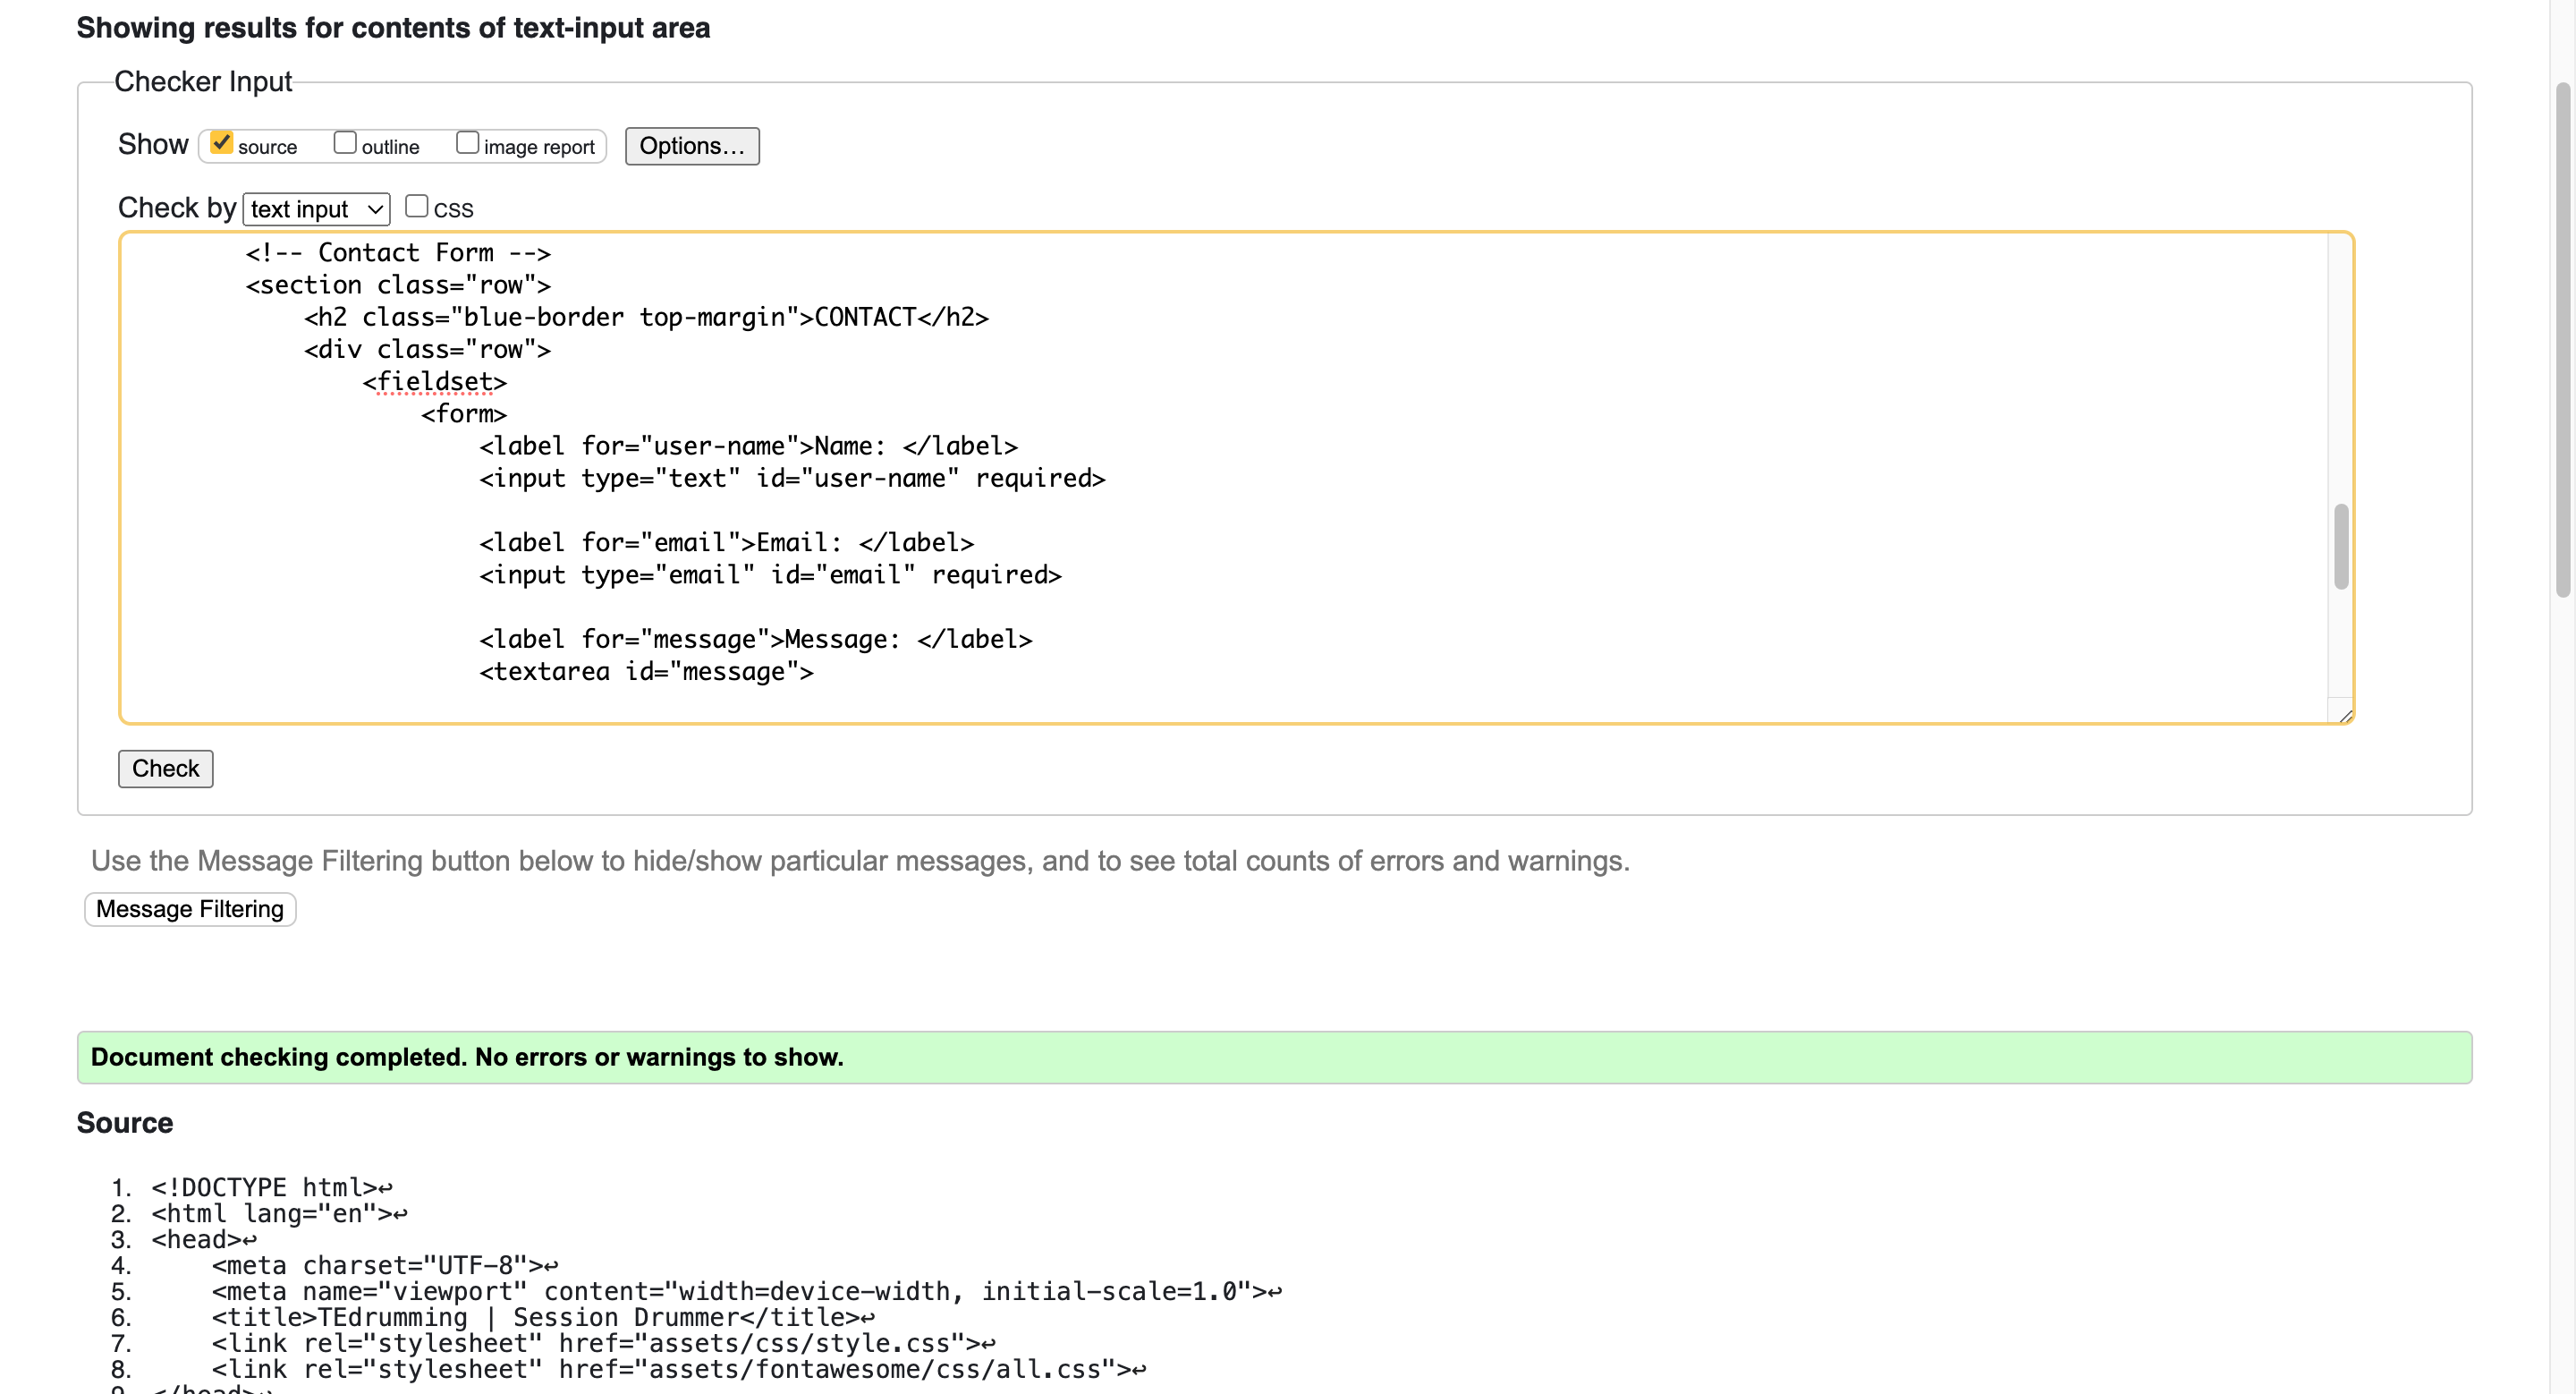 Showing results for contents of text-input area
Checker Input
Show source outline image report Options...
Check by text input CSS
<!-- Contact Form -->
<section class="row">
<h2 class="blue-border top-margin">CONTACT</h2>
<div class="row">
<fieldset>
<form>
<label for="user-name">Name: </label>
<input type="text" id="user-name" required>
<label for="email">Email: </label>
<input type="email" id="email" required>
<label for="message">Message: </label>
<textarea id="message">
Check
Use the Message Filtering button below to hide/show particular messages, and to see total counts of errors and warnings.
Message Filtering
Document checking completed. No errors or warnings to show.
Source
1. <!DOCTYPE html>↩
2. <html lang="en">↩
3. <head>↩
4. <meta charset="UTF-8">↩
5. <meta name="viewport" content="width=device-width, initial-scale=1.0">↩
6. <title>TEdrumming | Session Drummer</title>↩
7. <link rel="stylesheet" href="assets/css/style.css">↩
8. <link rel="stylesheet" href="assets/fontawesome/css/all.css">↩
9. </head>↩